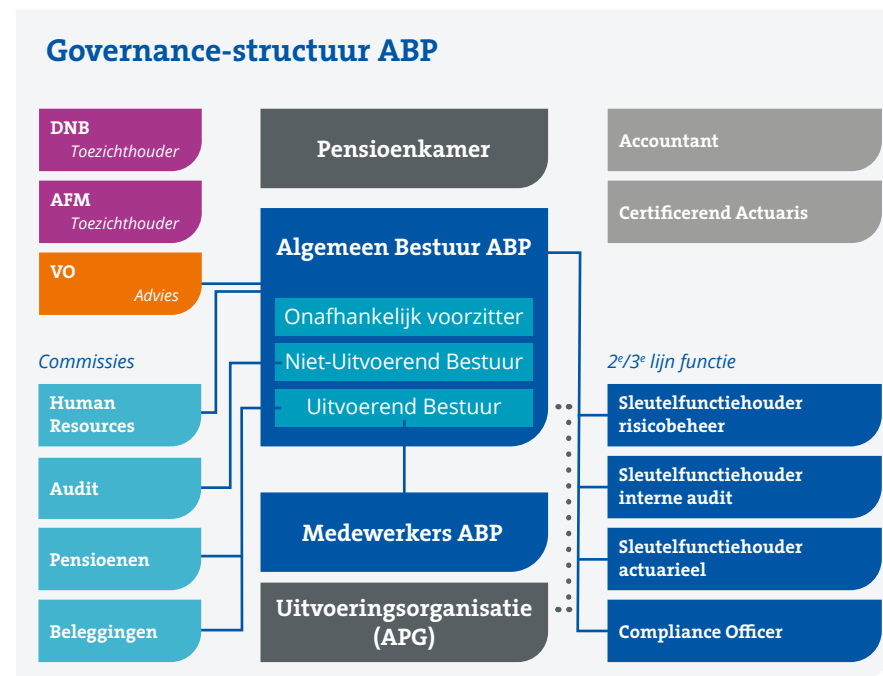 Governance-structuur ABP
DNB
Toezichthouder
AFM
Toezichthouder
VO
Advies
Commissies
Human
Resources
Audit
Pensioenen
Beleggingen
Pensioenkamer
Algemeen Bestuur ABP
Onafhankelijk voorzitter
Niet-Uitvoerend Bestuur
Uitvoerend Bestuur
Medewerkers ABP
Uitvoeringsorganisatie
(APG)
Accountant
Certificerend Actuaris
2e/3e lijn functie
Sleutelfunctiehouder
risicobeheer
Sleutelfunctiehouder
interne audit
Sleutelfunctiehouder
actuarieel
Compliance Officer